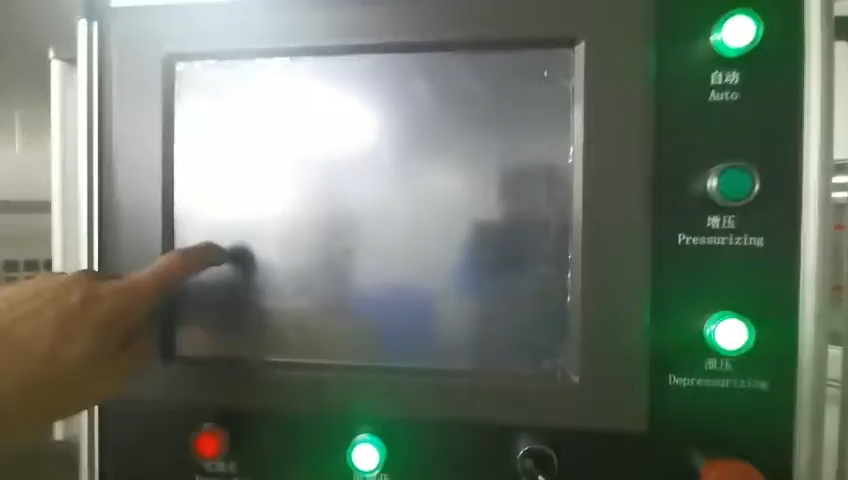 自动
Auto
增压
Pressurizing
泄压
Depressurizing